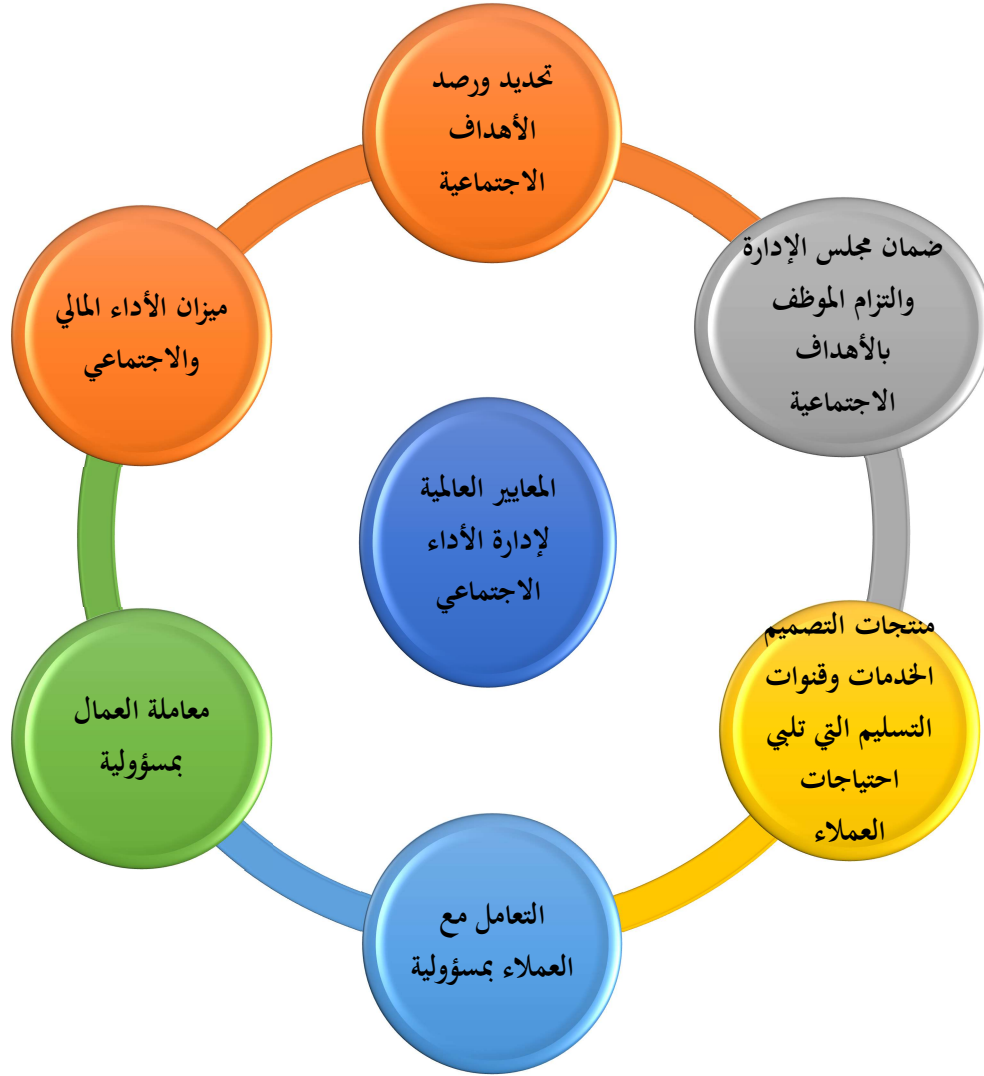 تحديد ورصد
الأهداف
الاجتماعية
ضمان مجلس الإدارة
والتزام الموظف
بالأهداف
الاجتماعية
منتجات التصميم
الخدمات وقنوات
التسليم التي تلبي
احتياجات
العملاء
التعامل مع
العملاء بمسؤولية
معاملة العمال
بمسؤولية
ميزان الأداء المالي
والاجتماعي
المعايير العالمية
لإدارة الأداء
الاجتماعي